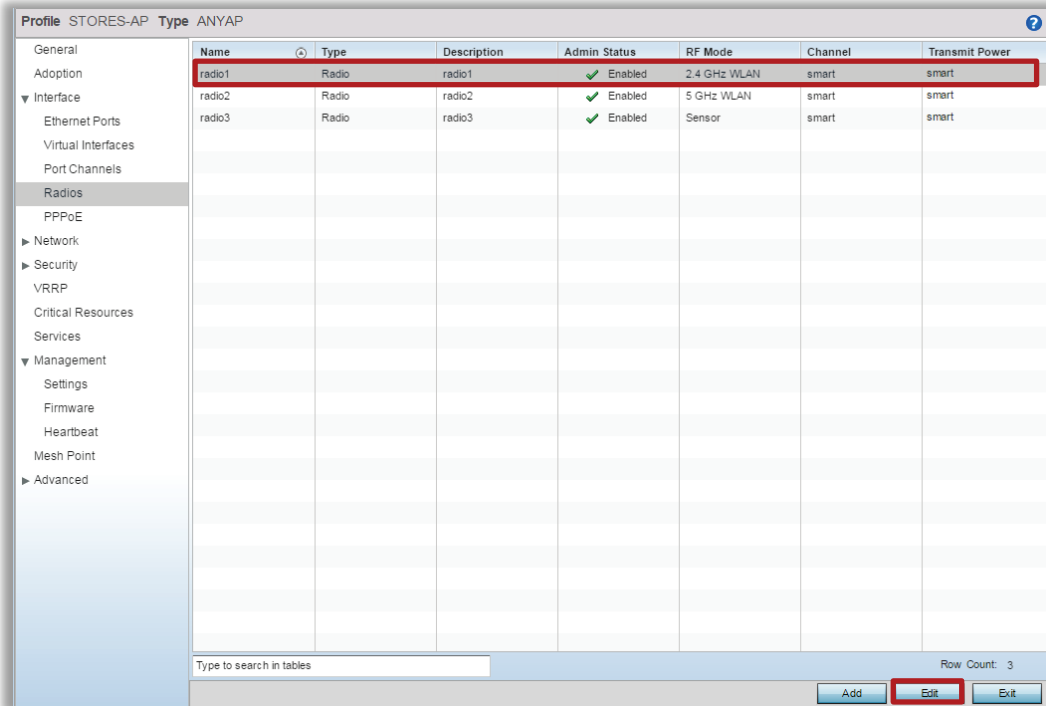 Profile STORES-AP Type ANYAP
General
Adoption
Interface
Ethernet Ports
Virtual Interfaces
Port Channels
Radios
PPPoE
Network
Security
VRRP
Critical Resources
Services
Management
Settings
Firmware
Heartbeat
Mesh Point
Advanced
Name Type Description Admin Status RF Mode Channel Transmit Power
radio1 Radio radio1 Enabled 2.4 GHz WLAN smart smart
radio2 Radio radio2 Enabled 5 GHz WLAN smart smart
radio3 Radio radio3 Enabled Sensor smart smart
Type to search in tables Row Count: 3
Add Edit Exit